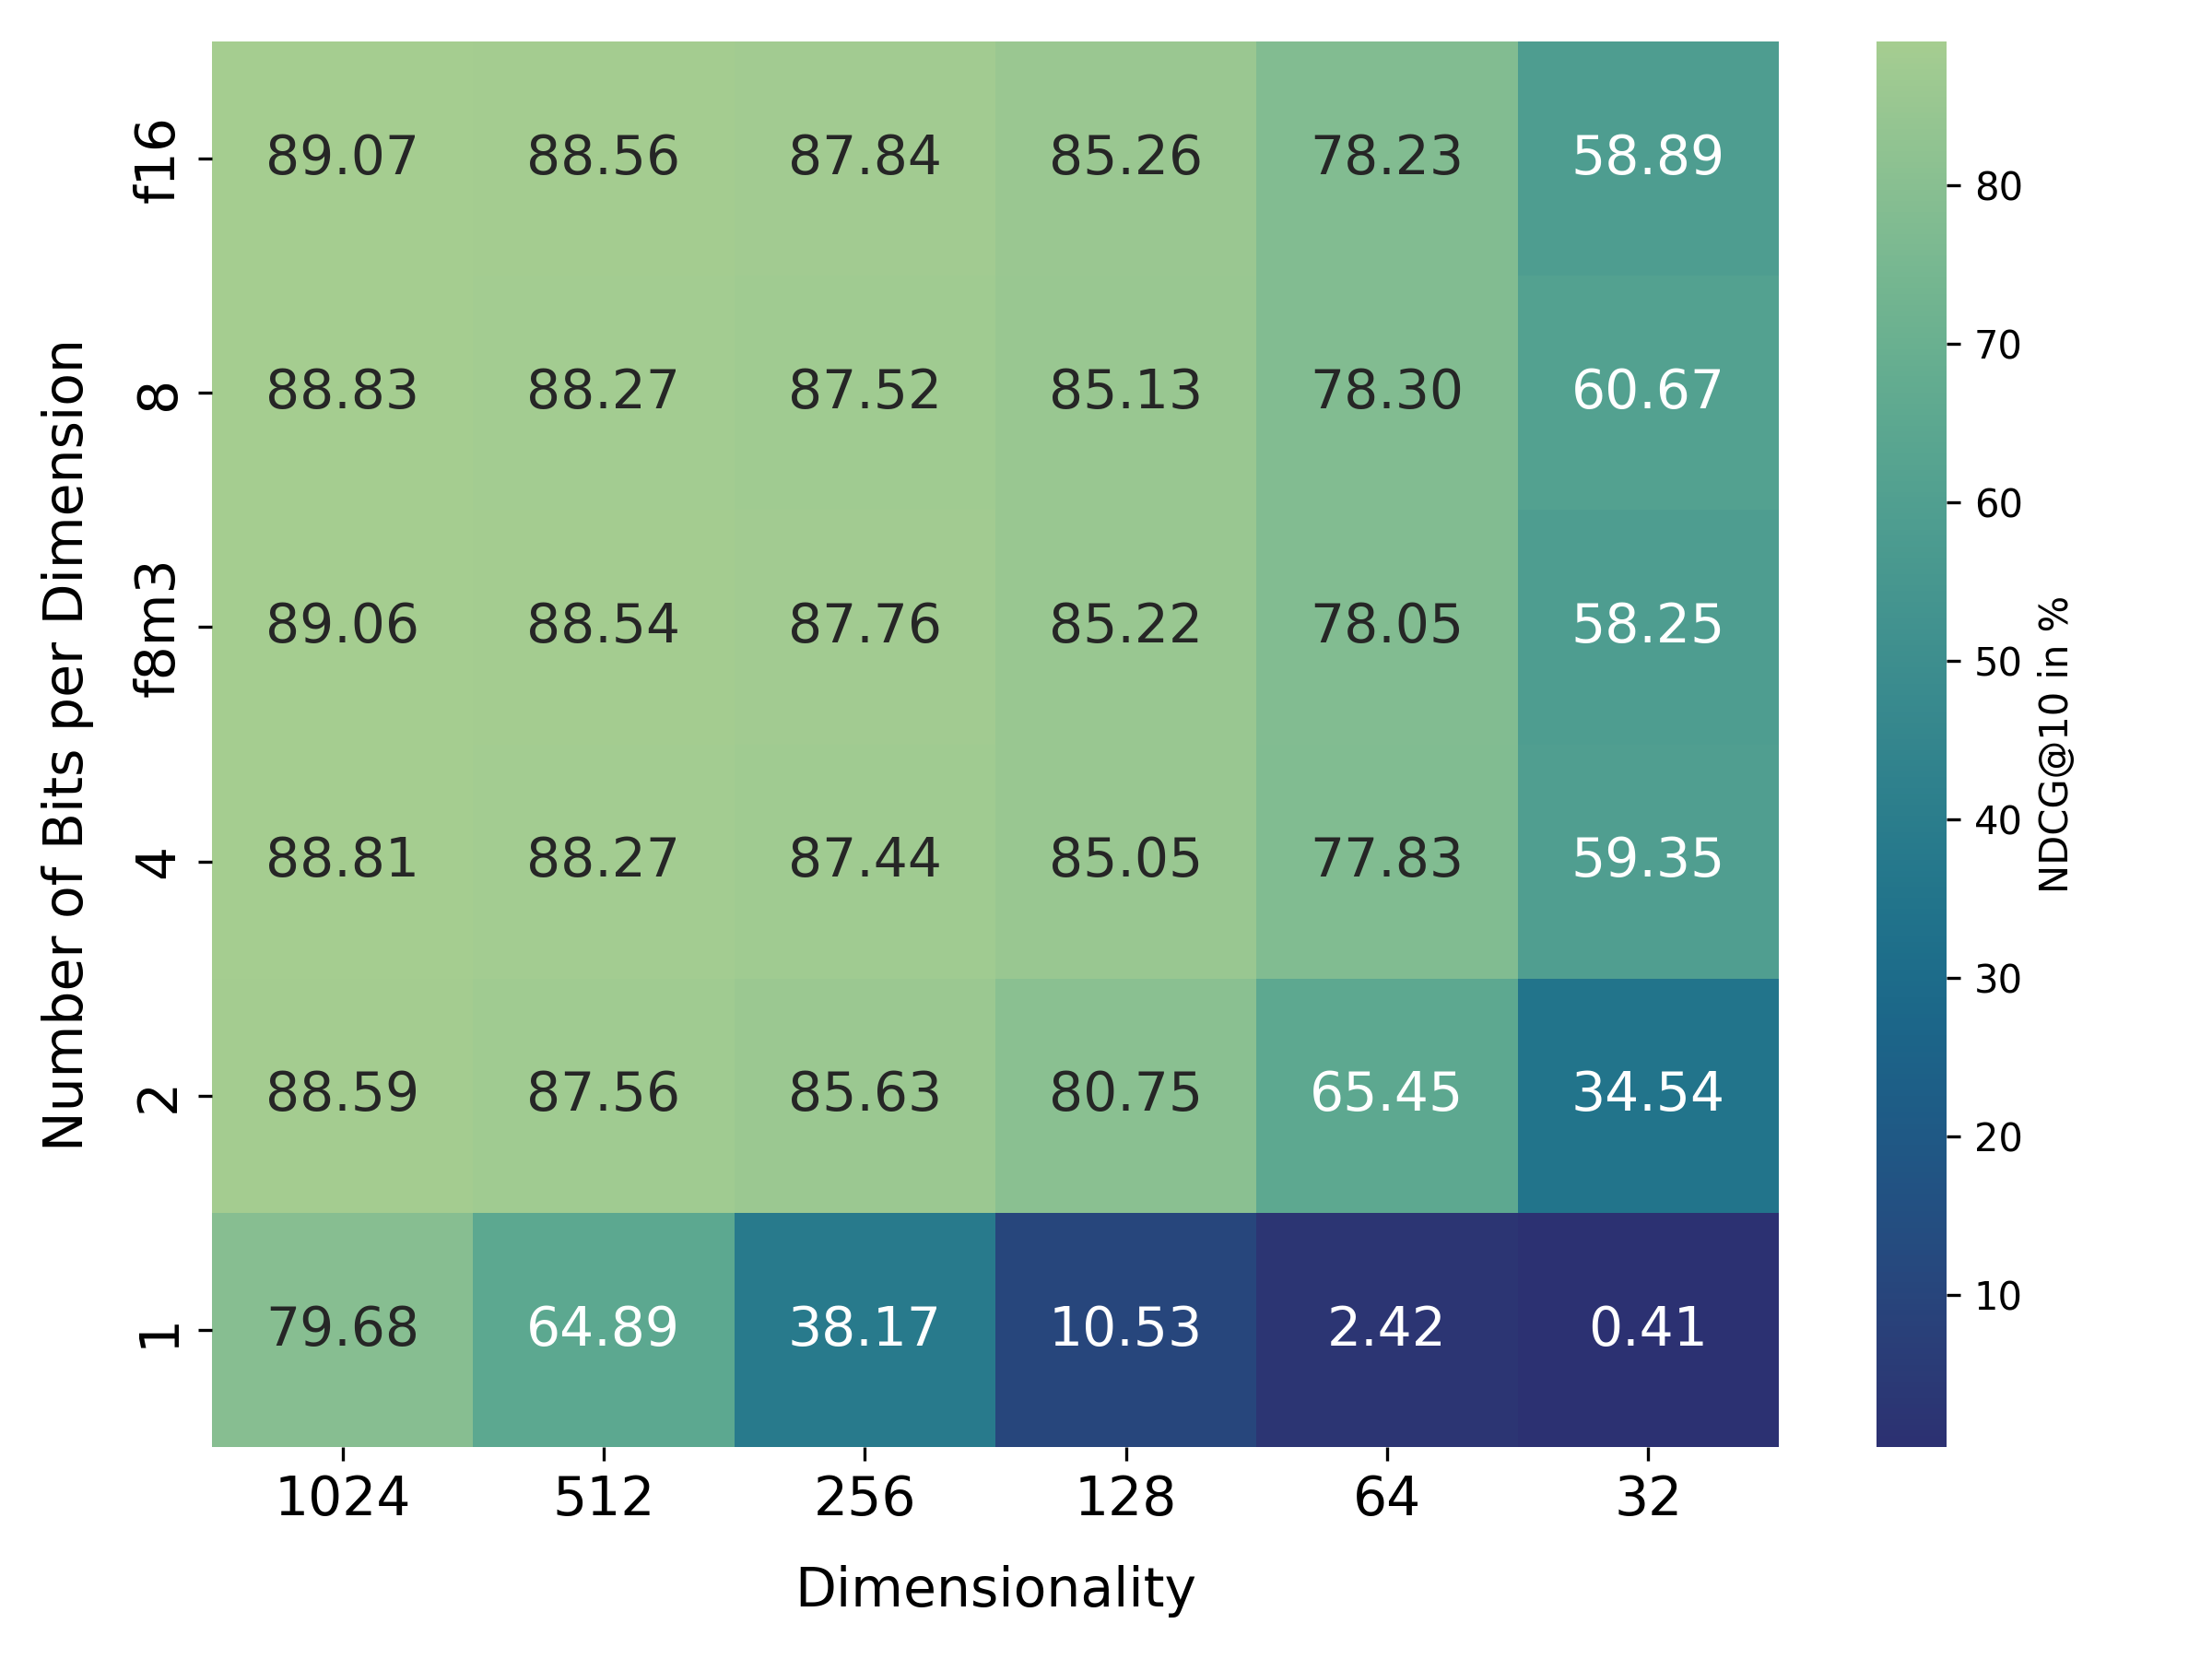 Number of Bits per Dimension
f16 89.07 88.56 87.84 85.26 78.23 58.89
8 88.83 88.27 87.52 85.13 78.30 60.67
f8m3 89.06 88.54 87.76 85.22 78.05 58.25
4 88.81 88.27 87.44 85.05 77.83 59.35
2 88.59 87.56 85.63 80.75 65.45 34.54
1 79.68 64.89 38.17 10.53 2.42 0.41
1024 512 256 128 64 32
Dimensionality
80
70
60
50
40
30
20
10
NDCG@10 in %